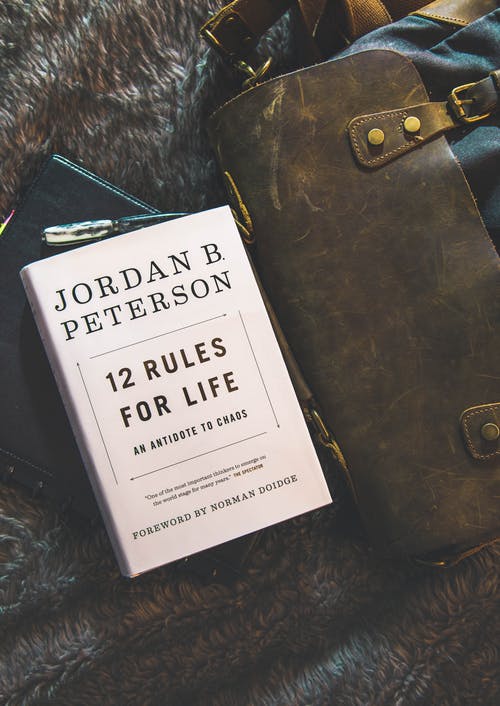 JORDAN B.
PETERSON
12 RULES
FOR LIFE
AN ANTIDOTE TO CHAOS
"One of the most important thinkers to emerge on
the world stage for many years." THE SPECTATOR
FOREWORD BY NORMAN DOIDGE